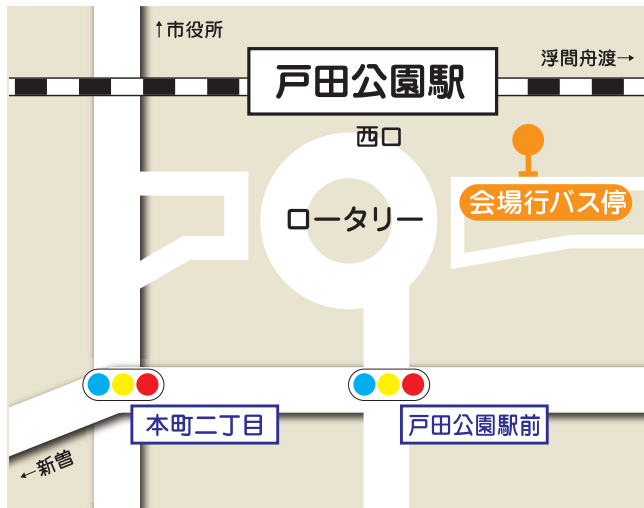 ↑市役所
浮間舟渡→
戸田公園駅
西口
会場行バス停
ロータリー
本町二丁目
戸田公園駅前
←新曽